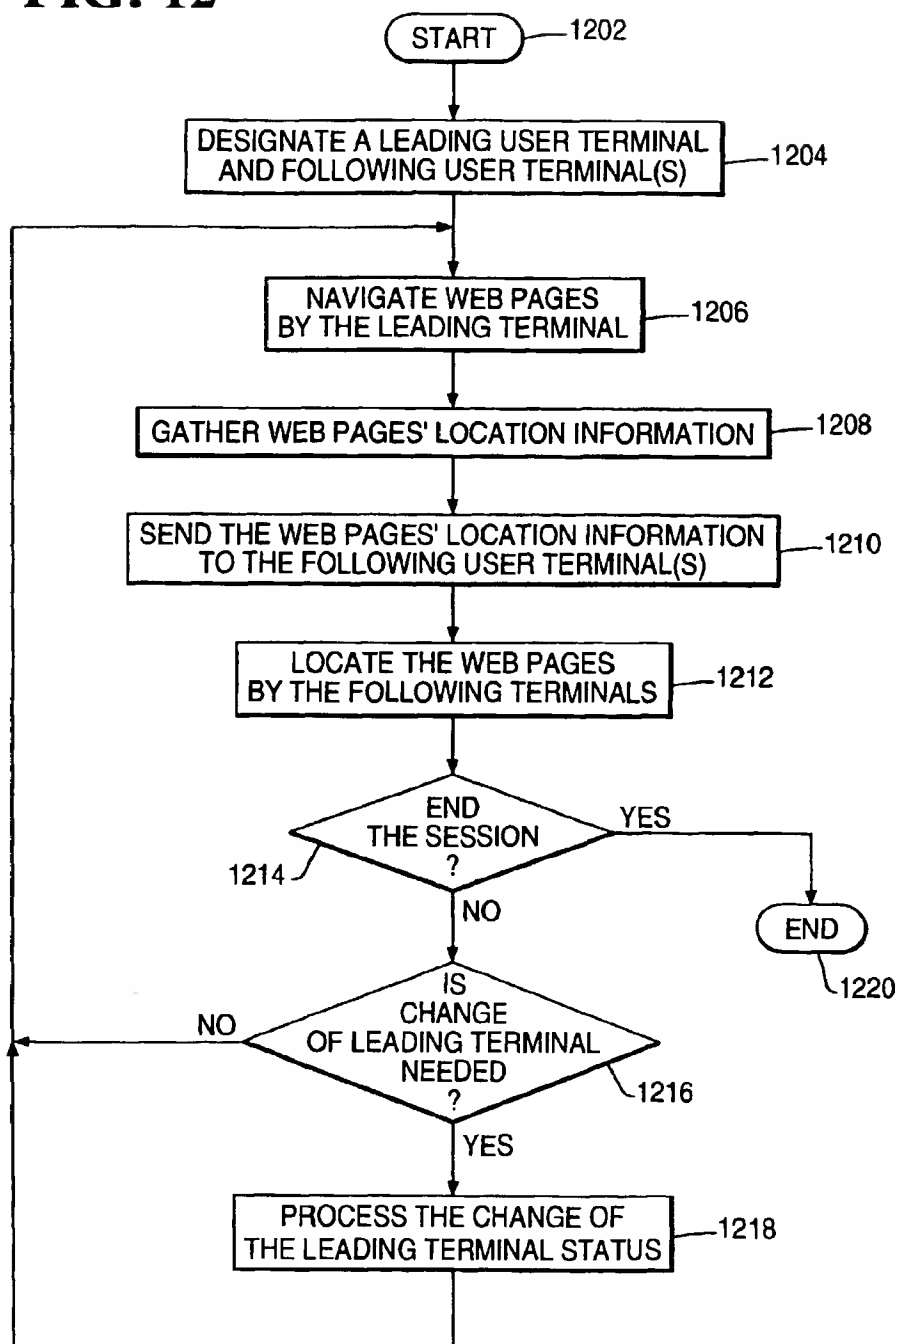 FIG. 12
START
1202
DESIGNATE A LEADING USER TERMINAL
AND FOLLOWING USER TERMINAL(S)
1204
NAVIGATE WEB PAGES
BY THE LEADING TERMINAL
1206
GATHER WEB PAGES' LOCATION INFORMATION
1208
SEND THE WEB PAGES' LOCATION INFORMATION
TO THE FOLLOWING USER TERMINAL(S)
1210
LOCATE THE WEB PAGES
BY THE FOLLOWING TERMINALS
1212
END
THE SESSION
?
YES
1214
NO
END
1220
IS
CHANGE
OF LEADING TERMINAL
NEEDED
?
NO
1216
YES
PROCESS THE CHANGE OF
THE LEADING TERMINAL STATUS
1218